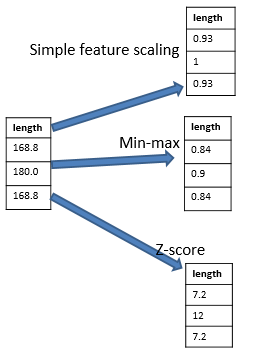 length
0.93
1
0.93
Simple feature scaling
length
168.8
180.0
168.8
Min-max
length
0.84
0.9
0.84
Z-score
length
7.2
12
7.2